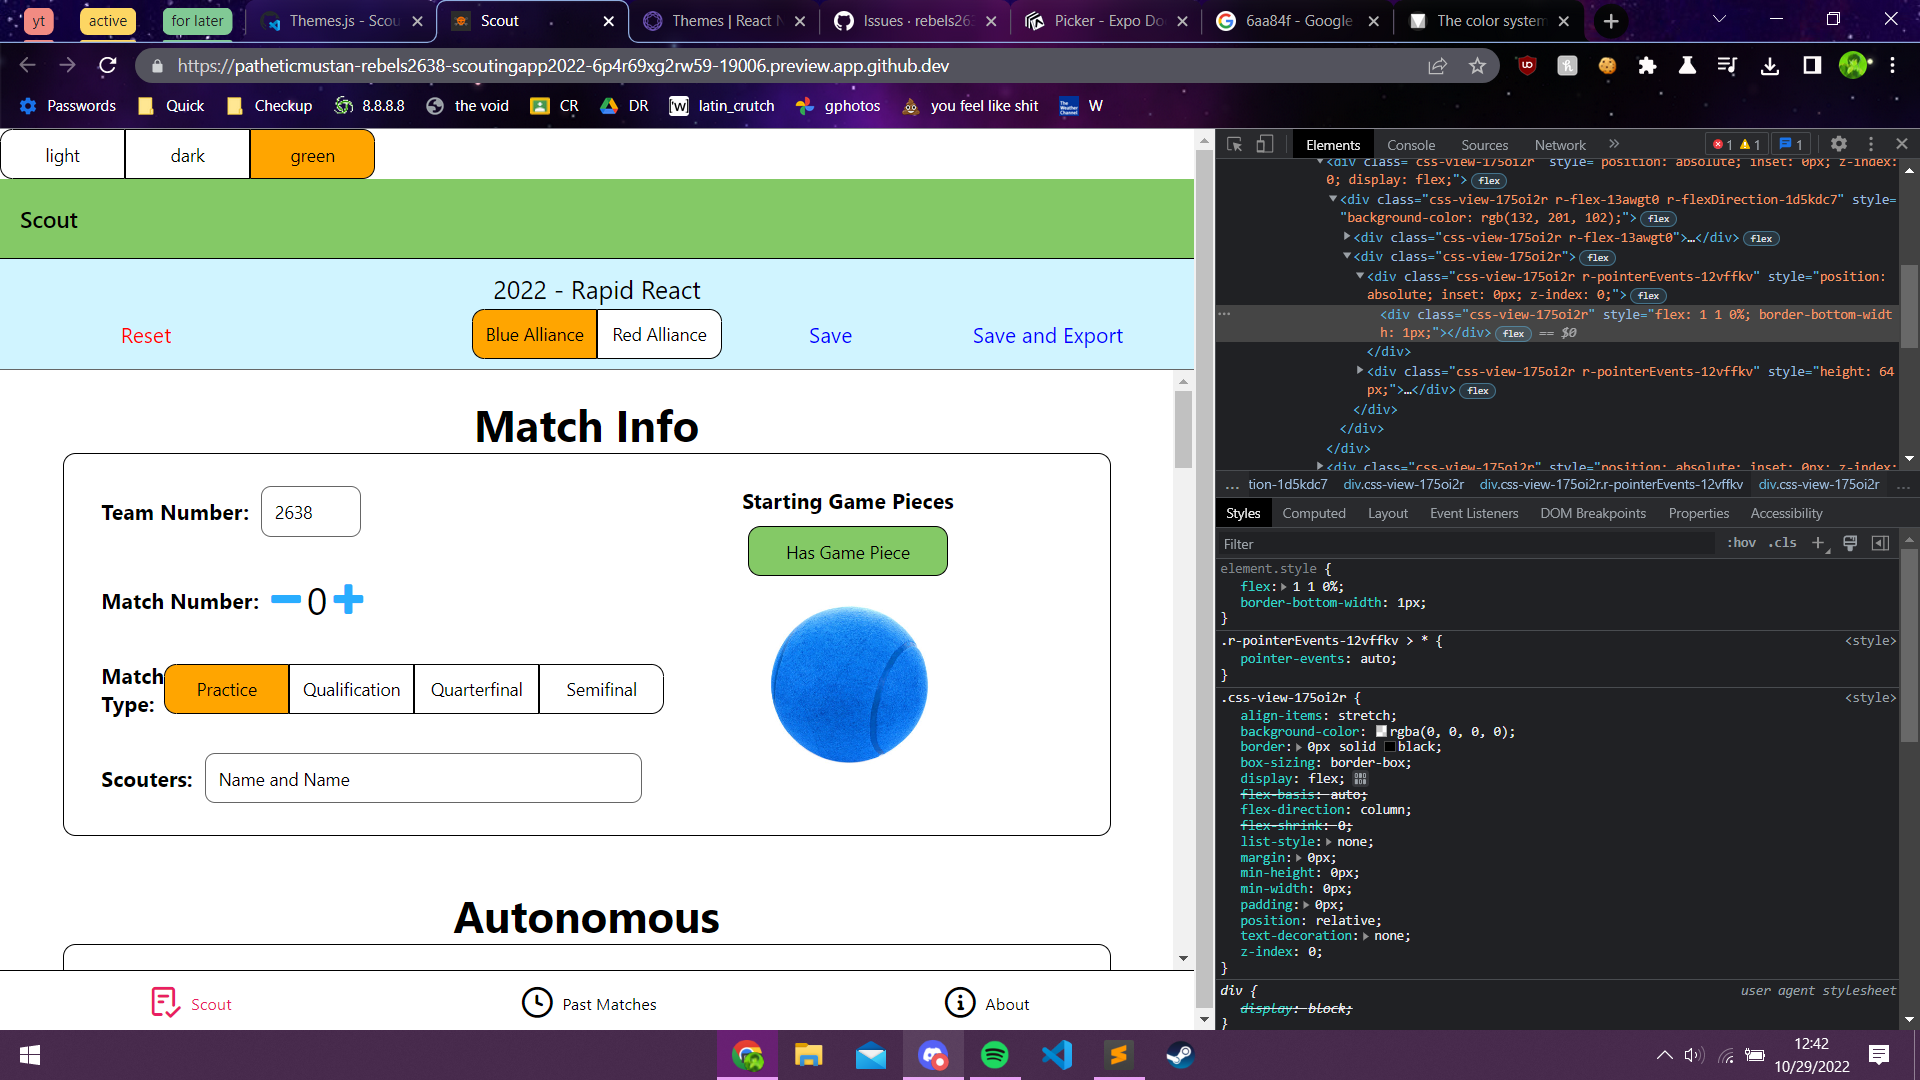 yt active for later Themes.js - Scou Scout Themes | React N Issues · rebels263 Picker - Expo Do 6aa84f - Google The color system
https://patheticmustan-rebels2638-scoutingapp2022-6p4r69xg2rw59-19006.preview.app.github.dev
Passwords Quick Checkup 8.8.8.8 the void CR DR latin_crutch gphotos you feel like shit W
light dark green
Scout
2022 - Rapid React
Reset Blue Alliance Red Alliance Save Save and Export
Match Info
Team Number: 2638
Starting Game Pieces
Has Game Piece
Match Number: 0
Match
Type: Practice Qualification Quarterfinal Semifinal
Scouters: Name and Name
Autonomous
Scout Past Matches About
Elements Console Sources Network » 1 1 1
<div class="css-view-175oi2r" style="position: absolute; inset: 0px; z-index:
0; display: flex;"> flex
<div class="css-view-175oi2r r-flex-13awgt0 r-flexDirection-1d5kdc7" style=
"background-color: rgb(132, 201, 102);"> flex
<div class="css-view-175oi2r r-flex-13awgt0">…</div> flex
<div class="css-view-175oi2r"> flex
<div class="css-view-175oi2r r-pointerEvents-12vffkv" style="position:
absolute; inset: 0px; z-index: 0;"> flex
<div class="css-view-175oi2r" style="flex: 1 1 0%; border-bottom-widt
h: 1px;"></div> flex == $0
</div>
<div class="css-view-175oi2r r-pointerEvents-12vffkv" style="height: 64
px;">…</div> flex
</div>
</div>
</div>
<div class="css-view-175oi2r" style="position: absolute; inset: 0px; z-index:
… tion-1d5kdc7 div.css-view-175oi2r div.css-view-175oi2r.r-pointerEvents-12vffkv div.css-view-175oi2r …
Styles Computed Layout Event Listeners DOM Breakpoints Properties Accessibility
Filter :hov .cls +
element.style {
flex: 1 1 0%;
border-bottom-width: 1px;
}
.r-pointerEvents-12vffkv > * { <style>
pointer-events: auto;
}
.css-view-175oi2r { <style>
align-items: stretch;
background-color: rgba(0, 0, 0, 0);
border: 0px solid black;
box-sizing: border-box;
display: flex;
flex-basis: auto;
flex-direction: column;
flex-shrink: 0;
list-style: none;
margin: 0px;
min-height: 0px;
min-width: 0px;
padding: 0px;
position: relative;
text-decoration: none;
z-index: 0;
}
div { user agent stylesheet
display: block;
}
12:42
10/29/2022